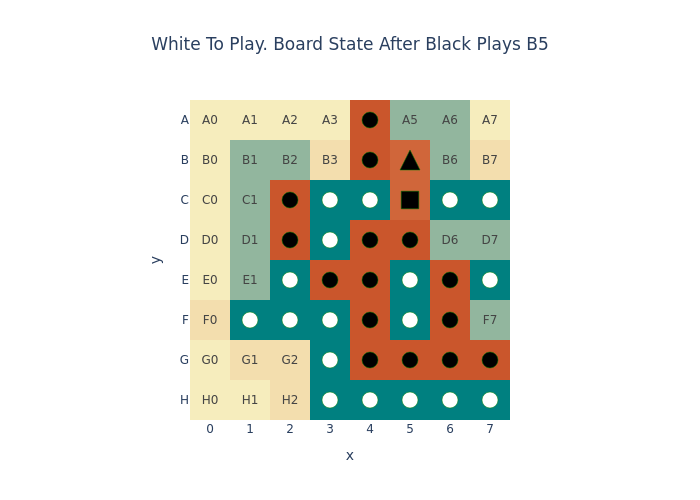 White To Play. Board State After Black Plays B5
A A0 A1 A2 A3 A5 A6 A7
B B0 B1 B2 B3 B6 B7
C C0 C1
D D0 D1 D6 D7
E E0 E1
F F0 F7
G G0 G1 G2
H H0 H1 H2
0 1 2 3 4 5 6 7
x
y